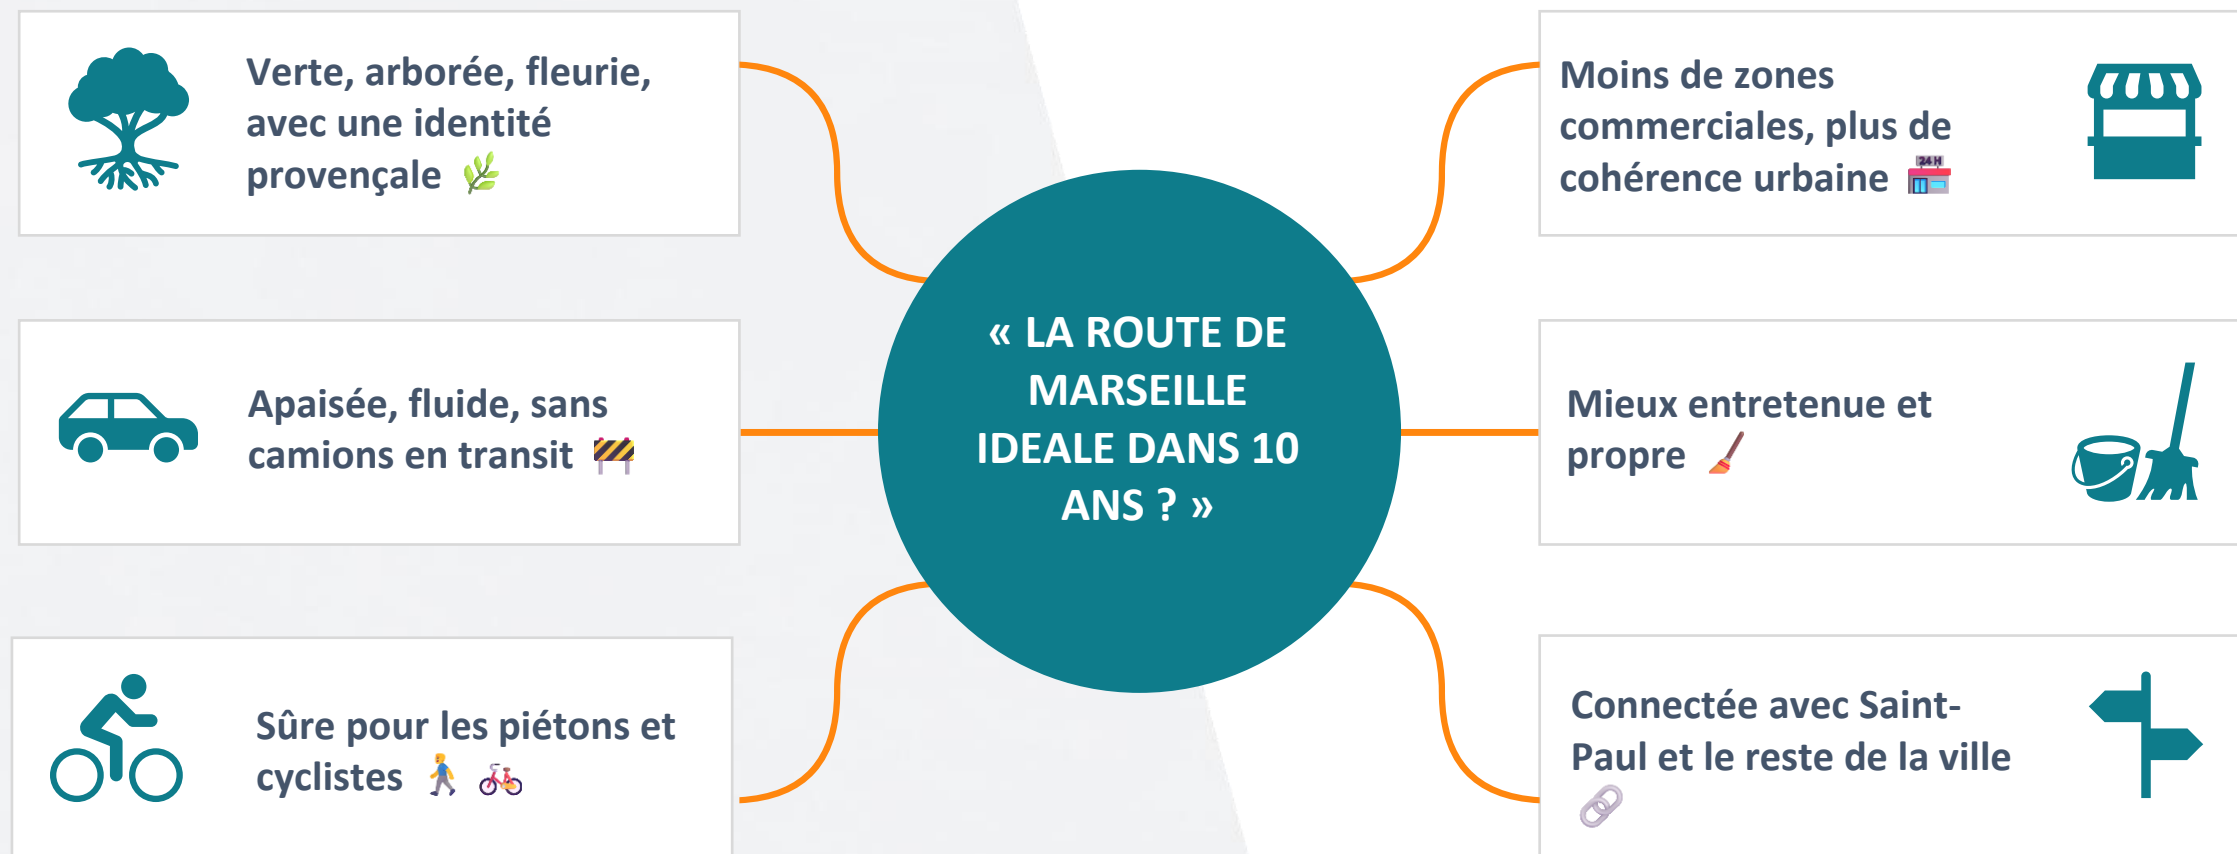 Verte, arborée, fleurie,
avec une identité
provençale 🌿
Apaisée, fluide, sans
camions en transit 🚧
Sûre pour les piétons et
cyclistes 🚶 🚲
« LA ROUTE DE
MARSEILLE
IDEALE DANS 10
ANS ? »
Moins de zones
commerciales, plus de
cohérence urbaine 🏪
24 H
Mieux entretenue et
propre 🧹
Connectée avec Saint-
Paul et le reste de la ville
🔗